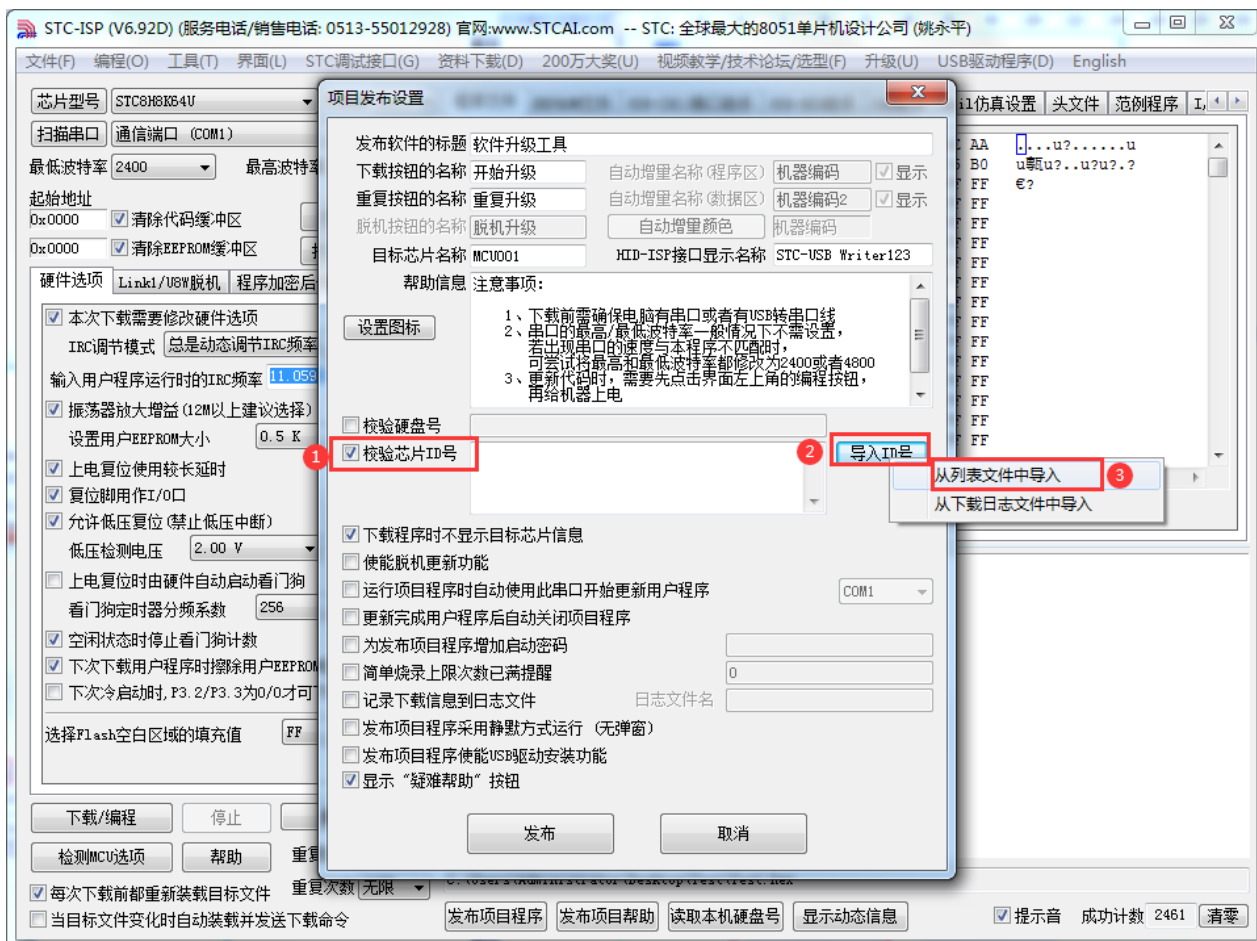 STC-ISP (V6.92D) (服务电话/销售电话: 0513-55012928) 官网:www.STCAI.com -- STC: 全球最大的8051单片机设计公司 (姚永平)
文件(F) 编程(O) 工具(T) 界面(L) STC调试接口(G) 资料下载(D) 200万大奖(U) 视频教学/技术论坛/选型(F) 升级(U) USB驱动程序(D) English
芯片型号 STC8H8K64U
扫描串口 通信端口 (COM1)
最低波特率 2400 最高波特率
起始地址
0x0000 清除代码缓冲区
0x0000 清除EEPROM缓冲区
硬件选项 Link1/U8W脱机 程序加密后
本次下载需要修改硬件选项
IRC调节模式 总是动态调节IRC频率
输入用户程序运行时的IRC频率 11.059
振荡器放大增益(12M以上建议选择)
设置用户EEPROM大小 0.5 K
上电复位使用较长延时
复位脚用作I/O口
允许低压复位(禁止低压中断)
低压检测电压 2.00 V
上电复位时由硬件自动启动看门狗
看门狗定时器分频系数 256
空闲状态时停止看门狗计数
下次下载用户程序时擦除用户EEPROM
下次冷启动时,P3.2/P3.3为0/0才可
选择Flash空白区域的填充值 FF
下载/编程 停止
检测MCU选项 帮助 重复
每次下载前都重新装载目标文件 重复次数 无限
当目标文件变化时自动装载并发送下载命令
项目发布设置
发布软件的标题 软件升级工具
下载按钮的名称 开始升级 自动增量名称(程序区) 机器编码 显示
重复按钮的名称 重复升级 自动增量名称(数据区) 机器编码2 显示
脱机按钮的名称 脱机升级 自动增量颜色 机器编码
目标芯片名称 MCU001 HID-ISP接口显示名称 STC-USB Writer123
帮助信息 注意事项:
设置图标
1、下载前需确保电脑有串口或者有USB转串口线
2、串口的最高/最低波特率一般情况下不需设置,
若出现串口的速度与本程序不匹配时,
可尝试将最高和最低波特率都修改为2400或者4800
3、更新代码时,需要先点击界面左上角的编程按钮,
再给机器上电
校验硬盘号
1 校验芯片ID号 2 导入ID号
从列表文件中导入 3
从下载日志文件中导入
下载程序时不显示目标芯片信息
使能脱机更新功能
运行项目程序时自动使用此串口开始更新用户程序 COM1
更新完成用户程序后自动关闭项目程序
为发布项目程序增加启动密码
简单烧录上限次数已满提醒 0
记录下载信息到日志文件 日志文件名
发布项目程序采用静默方式运行 (无弹窗)
发布项目程序使能USB驱动安装功能
显示 “疑难帮助” 按钮
发布 取消
il仿真设置 头文件 范例程序 I,
AA ....u?......u
B0 u甎u?..u?u?.?
FF €?
FF
FF
FF
FF
FF
FF
FF
FF
FF
FF
FF
FF
FF
发布项目程序 发布项目帮助 读取本机硬盘号 显示动态信息 提示音 成功计数 2461 清零